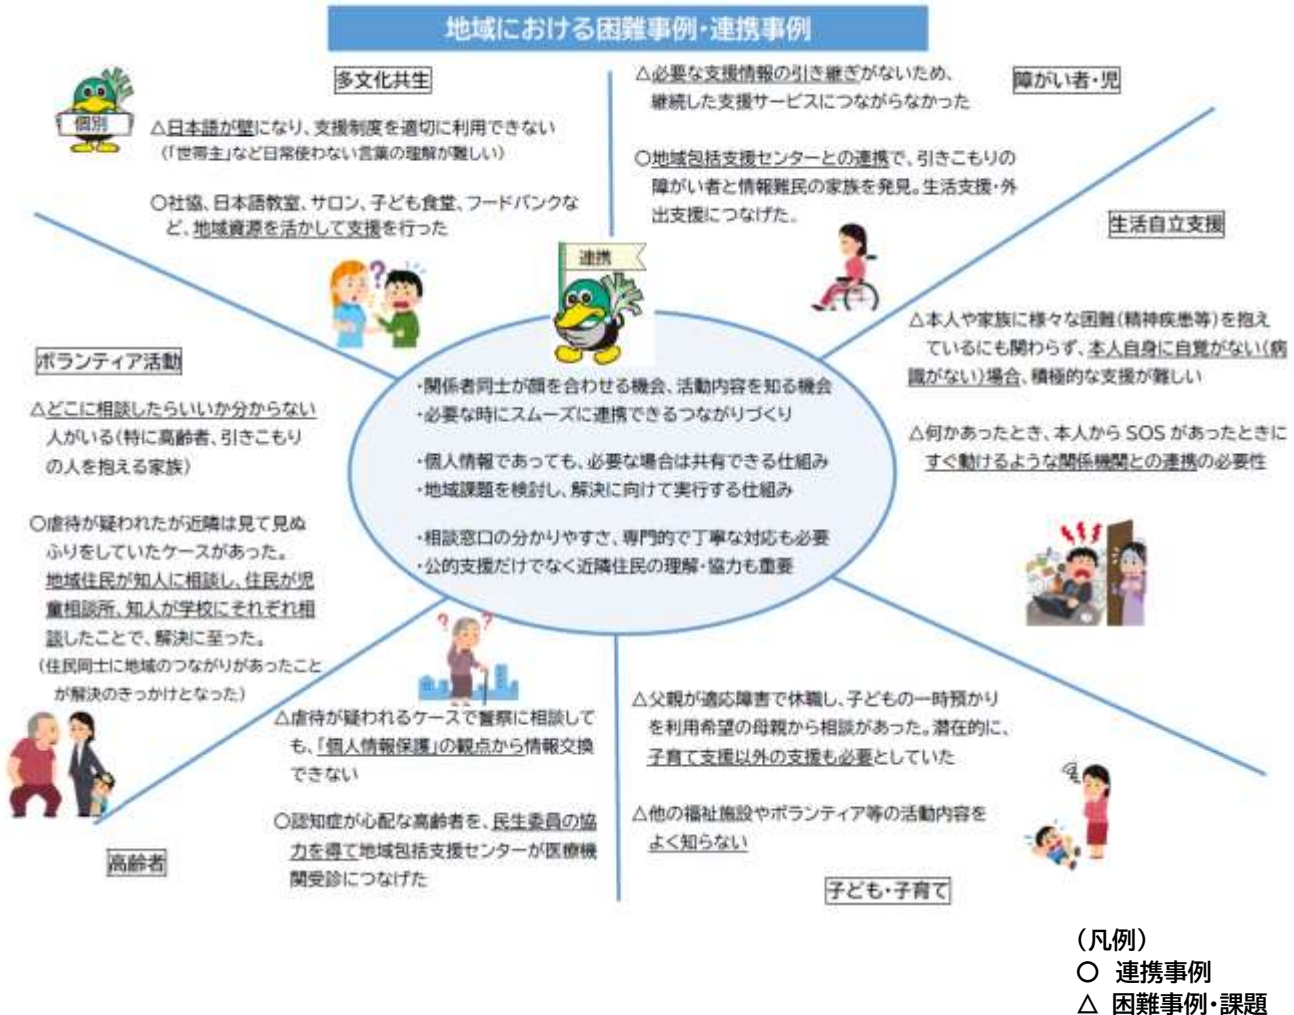 地域における困難事例・連携事例
多文化共生
個別
△日本語が壁になり、支援制度を適切に利用できない
(「世帯主」など日常使わない言葉の理解が難しい)
○社協、日本語教室、サロン、子ども食堂、フードバンクな
ど、地域資源を活かして支援を行った
障がい者・児
△必要な支援情報の引き継ぎがないため、
継続した支援サービスにつながらなかった
○地域包括支援センターとの連携で、引きこもりの
障がい者と情報難民の家族を発見。生活支援・外
出支援につなげた。
生活自立支援
△本人や家族に様々な困難(精神疾患等)を抱え
ているにも関わらず、本人自身に自覚がない(病
識がない)場合、積極的な支援が難しい
△何かあったとき、本人から SOS があったときに
すぐ動けるような関係機関との連携の必要性
連携
・関係者同士が顔を合わせる機会、活動内容を知る機会
・必要な時にスムーズに連携できるつながりづくり
・個人情報であっても、必要な場合は共有できる仕組み
・地域課題を検討し、解決に向けて実行する仕組み
・相談窓口の分かりやすさ、専門的で丁寧な対応も必要
・公的支援だけでなく近隣住民の理解・協力も重要
ボランティア活動
△どこに相談したらいいか分からない
人がいる(特に高齢者、引きこもり
の人を抱える家族)
○虐待が疑われたが近隣は見て見ぬ
ふりをしていたケースがあった。
地域住民が知人に相談し、住民が児
童相談所、知人が学校にそれぞれ相
談したことで、解決に至った。
(住民同士に地域のつながりがあったこと
が解決のきっかけとなった)
高齢者
△虐待が疑われるケースで警察に相談して
も、「個人情報保護」の観点から情報交換
できない
○認知症が心配な高齢者を、民生委員の協
力を得て地域包括支援センターが医療機
関受診につなげた
△父親が適応障害で休職し、子どもの一時預かり
を利用希望の母親から相談があった。潜在的に、
子育て支援以外の支援も必要としていた
△他の福祉施設やボランティア等の活動内容を
よく知らない
子ども・子育て
(凡例)
○ 連携事例
△ 困難事例・課題